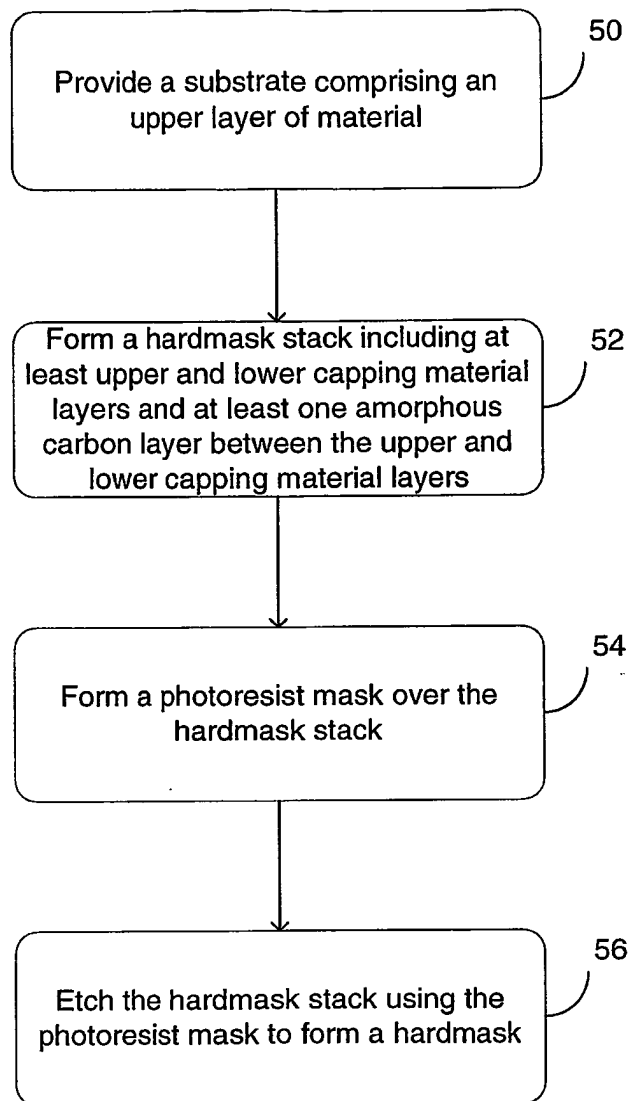 50
Provide a substrate comprising an
upper layer of material
52
Form a hardmask stack including at
least upper and lower capping material
layers and at least one amorphous
carbon layer between the upper and
lower capping material layers
54
Form a photoresist mask over the
hardmask stack
56
Etch the hardmask stack using the
photoresist mask to form a hardmask